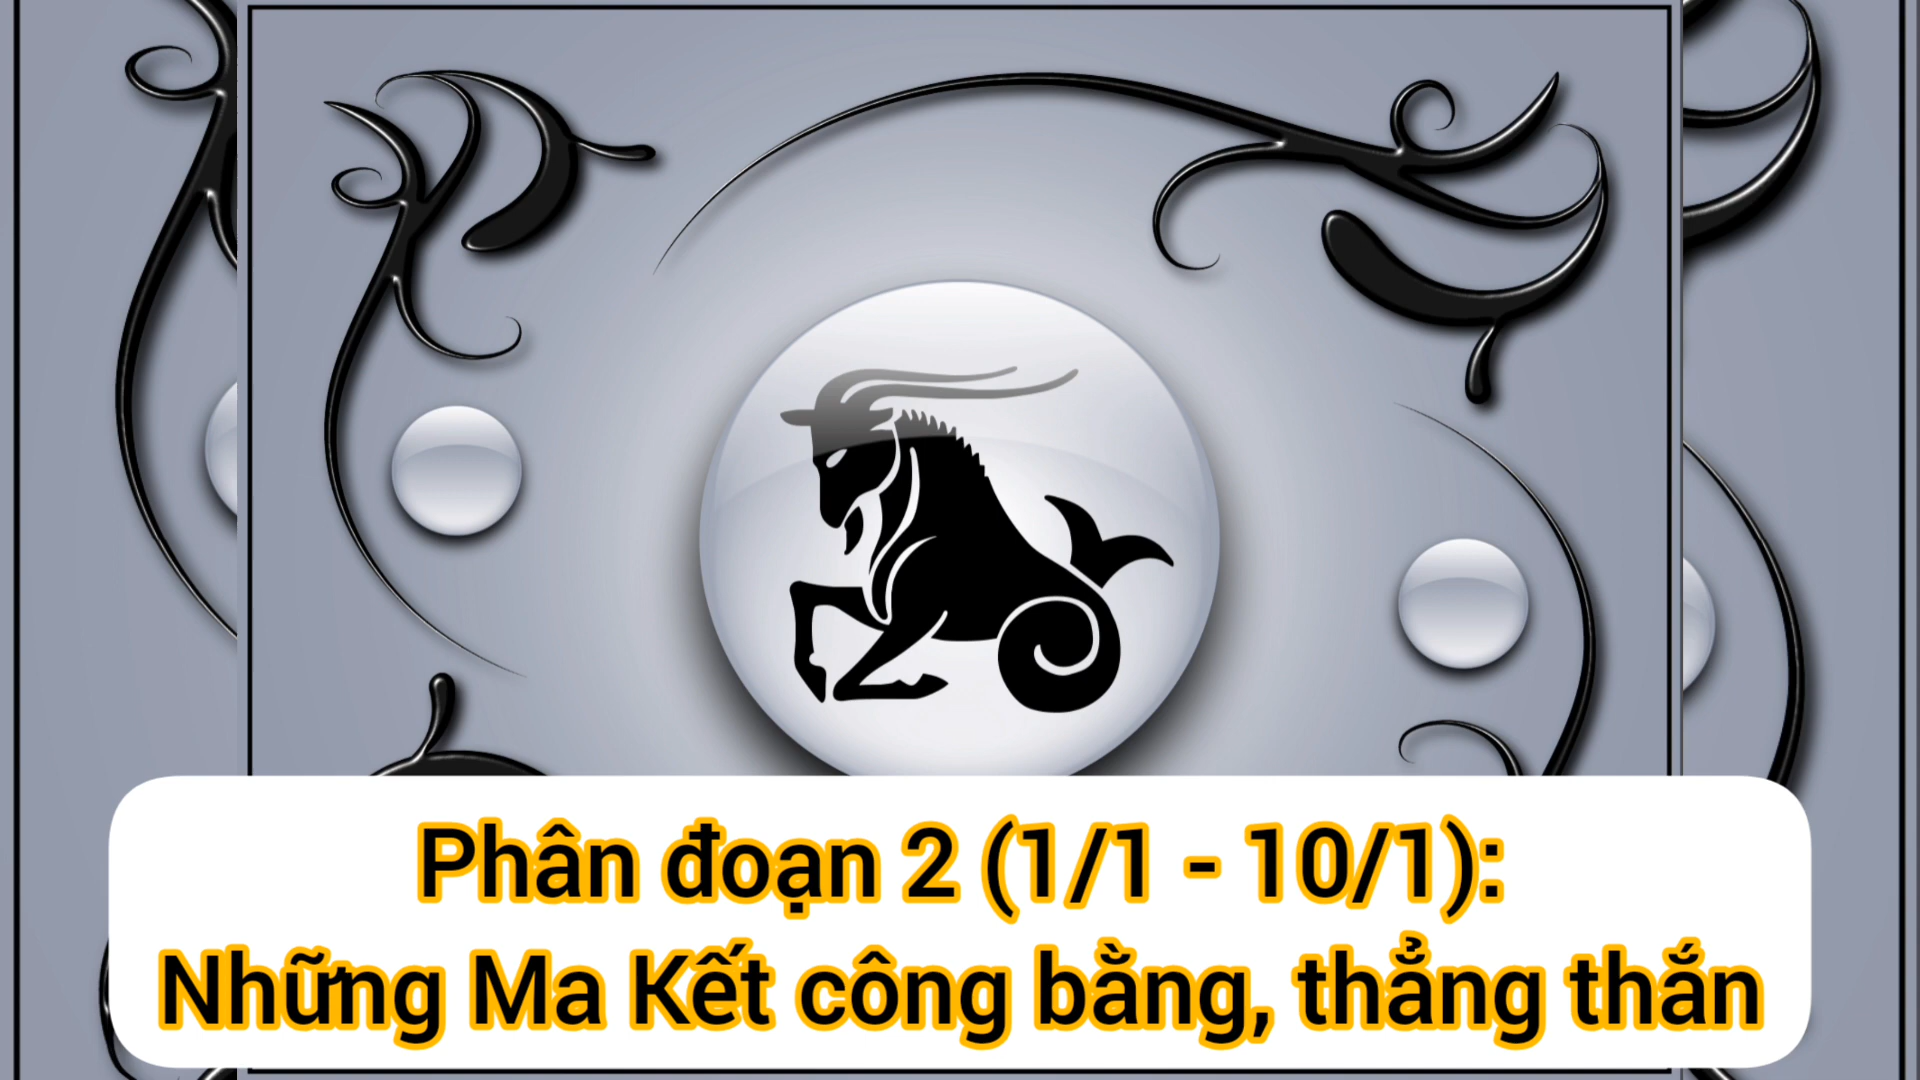 Phân đoạn 2 (1/1 - 10/1):
Những Ma Kết công bằng, thẳng thắn